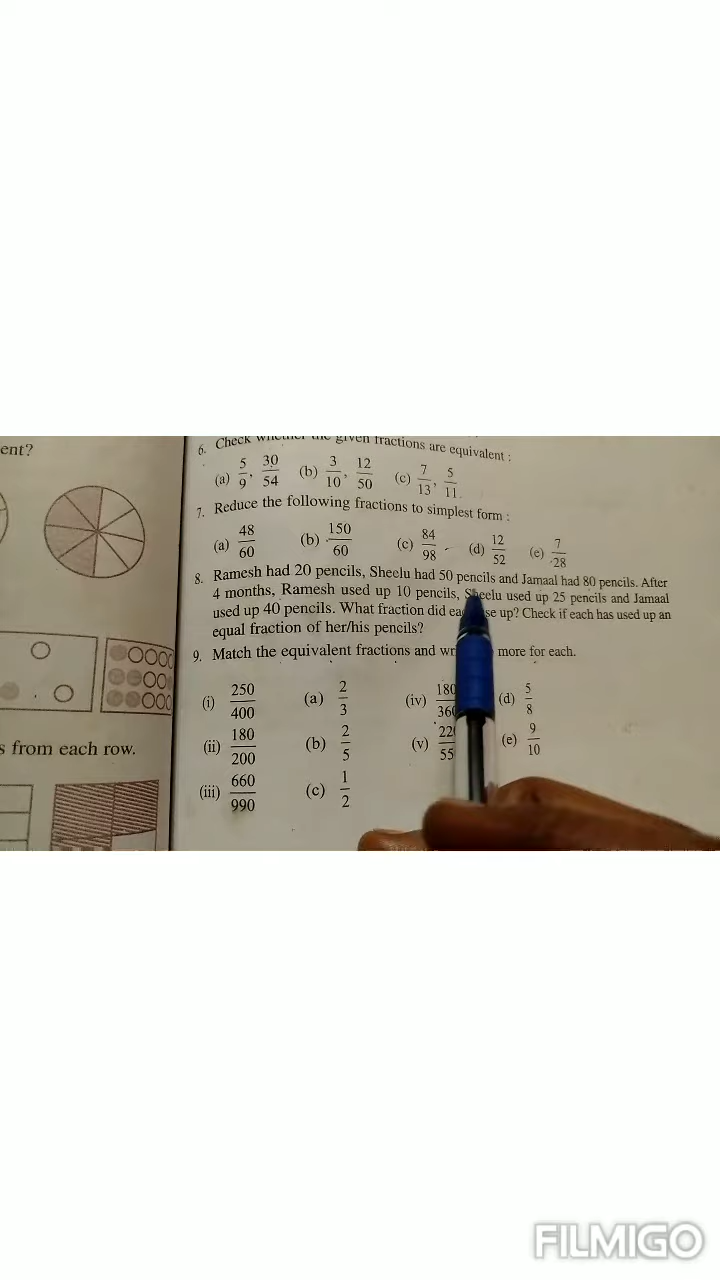 ent?
6. Check whether the given fractions are equivalent :
(a) 5/9, 30/54 (b) 3/10, 12/50 (c) 7/13, 5/11
7. Reduce the following fractions to simplest form :
(a) 48/60 (b) 150/60 (c) 84/98 (d) 12/52 (e) 7/28
8. Ramesh had 20 pencils, Sheelu had 50 pencils and Jamaal had 80 pencils. After
4 months, Ramesh used up 10 pencils, Sheelu used up 25 pencils and Jamaal
used up 40 pencils. What fraction did each use up? Check if each has used up an
equal fraction of her/his pencils?
9. Match the equivalent fractions and more for each.
(i) 250/400 (a) 2/3 (iv) 180/360 (d) 5/8
(ii) 180/200 (b) 2/5 (v) 220/55 (e) 9/10
(iii) 660/990 (c) 1/2
s from each row.
FILMIGO